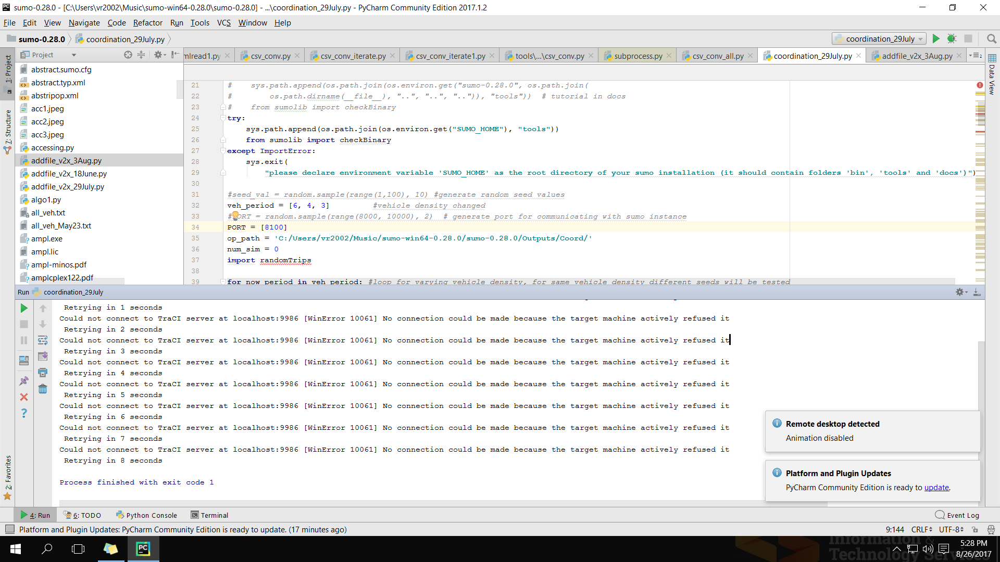 sumo-0.28.0 - [C:\Users\vr2002\Music\sumo-win64-0.28.0\sumo-0.28.0] - ...\coordination_29July.py - PyCharm Community Edition 2017.1.2
File Edit View Navigate Code Refactor Run Tools VCS Window Help
sumo-0.28.0 coordination_29July.py coordination_29July
Project mlread1.py csv_conv.py csv_conv_iterate.py csv_conv_iterate1.py tools\...\csv_conv.py subprocess.py csv_conv_all.py coordination_29July.py addfile_v2x_3Aug.py
1: Project
7: Structure
2: Favorites
Data View
abstract.sumo.cfg
abstract.typ.xml
abstripop.xml
acc1.jpeg
acc2.jpeg
acc3.jpeg
accessing.py
addfile_v2x_3Aug.py
addfile_v2x_18June.py
addfile_v2x_29July.py
algo1.py
all_veh.txt
all_veh_May23.txt
ampl.exe
ampl.lic
ampl-minos.pdf
amplcplex122.pdf
21 # sys.path.append(os.path.join(os.environ.get("sumo-0.28.0", os.path.join(
22 # os.path.dirname(__file__), "..", "..", "..")), "tools")) # tutorial in docs
23 # from sumolib import checkBinary
24 try:
25 sys.path.append(os.path.join(os.environ.get("SUMO_HOME"), "tools"))
26 from sumolib import checkBinary
27 except ImportError:
28 sys.exit(
29 "please declare environment variable 'SUMO_HOME' as the root directory of your sumo installation (it should contain folders 'bin', 'tools' and 'docs')")
30
31 #seed_val = random.sample(range(1,100), 10) #generate random seed values
32 veh_period = [6, 4, 3] #vehicle density changed
33 #PORT = random.sample(range(8000, 10000), 2) # generate port for communicating with sumo instance
34 PORT = [8100]
35 op_path = 'C:/Users/vr2002/Music/sumo-win64-0.28.0/sumo-0.28.0/Outputs/Coord/'
36 num_sim = 0
37 import randomTrips
38
39 for now_period in veh_period: #loop for varying vehicle density, for same vehicle density different seeds will be tested
Run coordination_29July
Retrying in 1 seconds
Could not connect to TraCI server at localhost:9986 [WinError 10061] No connection could be made because the target machine actively refused it
Retrying in 2 seconds
Could not connect to TraCI server at localhost:9986 [WinError 10061] No connection could be made because the target machine actively refused it
Retrying in 3 seconds
Could not connect to TraCI server at localhost:9986 [WinError 10061] No connection could be made because the target machine actively refused it
Retrying in 4 seconds
Could not connect to TraCI server at localhost:9986 [WinError 10061] No connection could be made because the target machine actively refused it
Retrying in 5 seconds
Could not connect to TraCI server at localhost:9986 [WinError 10061] No connection could be made because the target machine actively refused it
Retrying in 6 seconds
Could not connect to TraCI server at localhost:9986 [WinError 10061] No connection could be made because the target machine actively refused it
Retrying in 7 seconds
Could not connect to TraCI server at localhost:9986 [WinError 10061] No connection could be made because the target machine actively refused it
Retrying in 8 seconds
Process finished with exit code 1
Remote desktop detected
Animation disabled
Platform and Plugin Updates
PyCharm Community Edition is ready to update.
4: Run 6: TODO Python Console Terminal Event Log
Platform and Plugin Updates: PyCharm Community Edition is ready to update. (17 minutes ago) 9:144 CRLF UTF-8
Information &
Technology Services
5:28 PM
8/26/2017